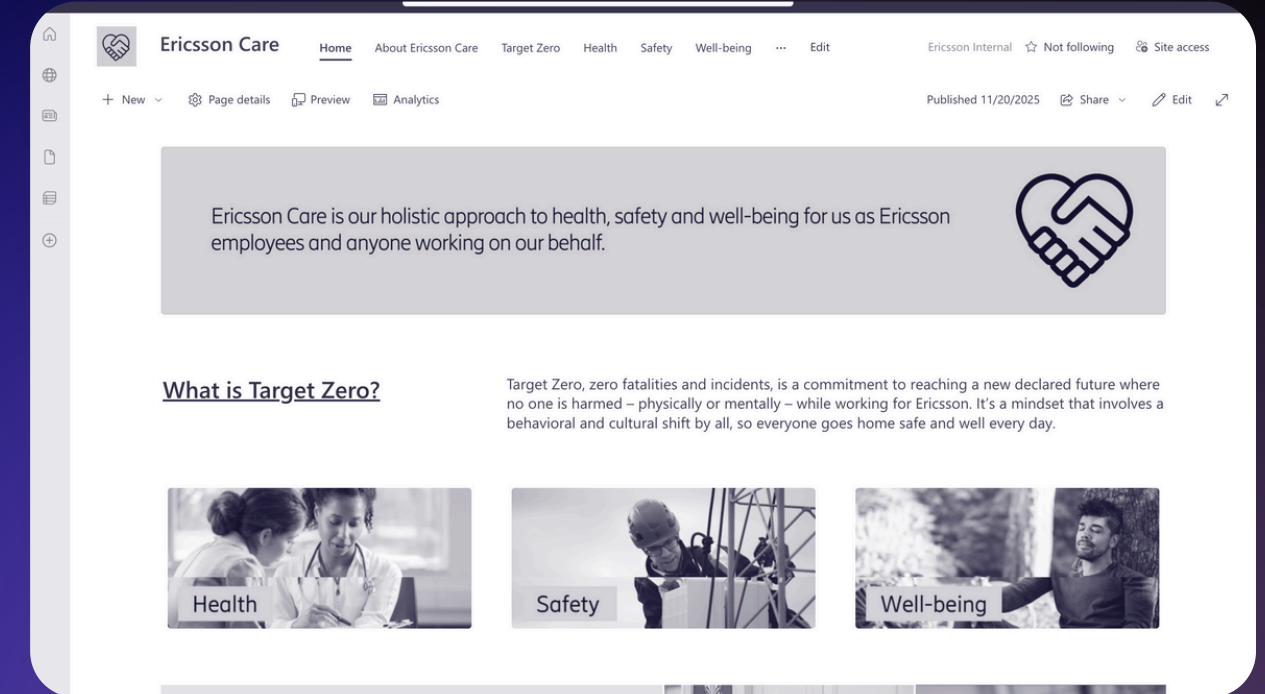 Ericsson Care
Home About Ericsson Care Target Zero Health Safety Well-being ... Edit
Ericsson Internal Not following Site access
New Page details Preview Analytics
Published 11/20/2025 Share Edit
Ericsson Care is our holistic approach to health, safety and well-being for us as Ericsson
employees and anyone working on our behalf.
What is Target Zero?
Target Zero, zero fatalities and incidents, is a commitment to reaching a new declared future where
no one is harmed – physically or mentally – while working for Ericsson. It’s a mindset that involves a
behavioral and cultural shift by all, so everyone goes home safe and well every day.
Health
Safety
Well-being